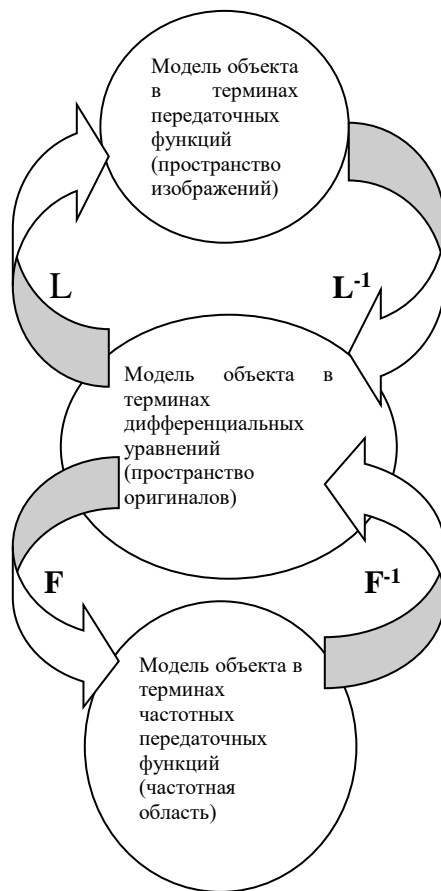 Модель объекта
в терминах
передаточных
функций
(пространство
изображений)
L
L-1
Модель объекта в
терминах
дифференциальных
уравнений
(пространство
оригиналов)
F
F-1
Модель объекта в
терминах
частотных
передаточных
функций
(частотная
область)